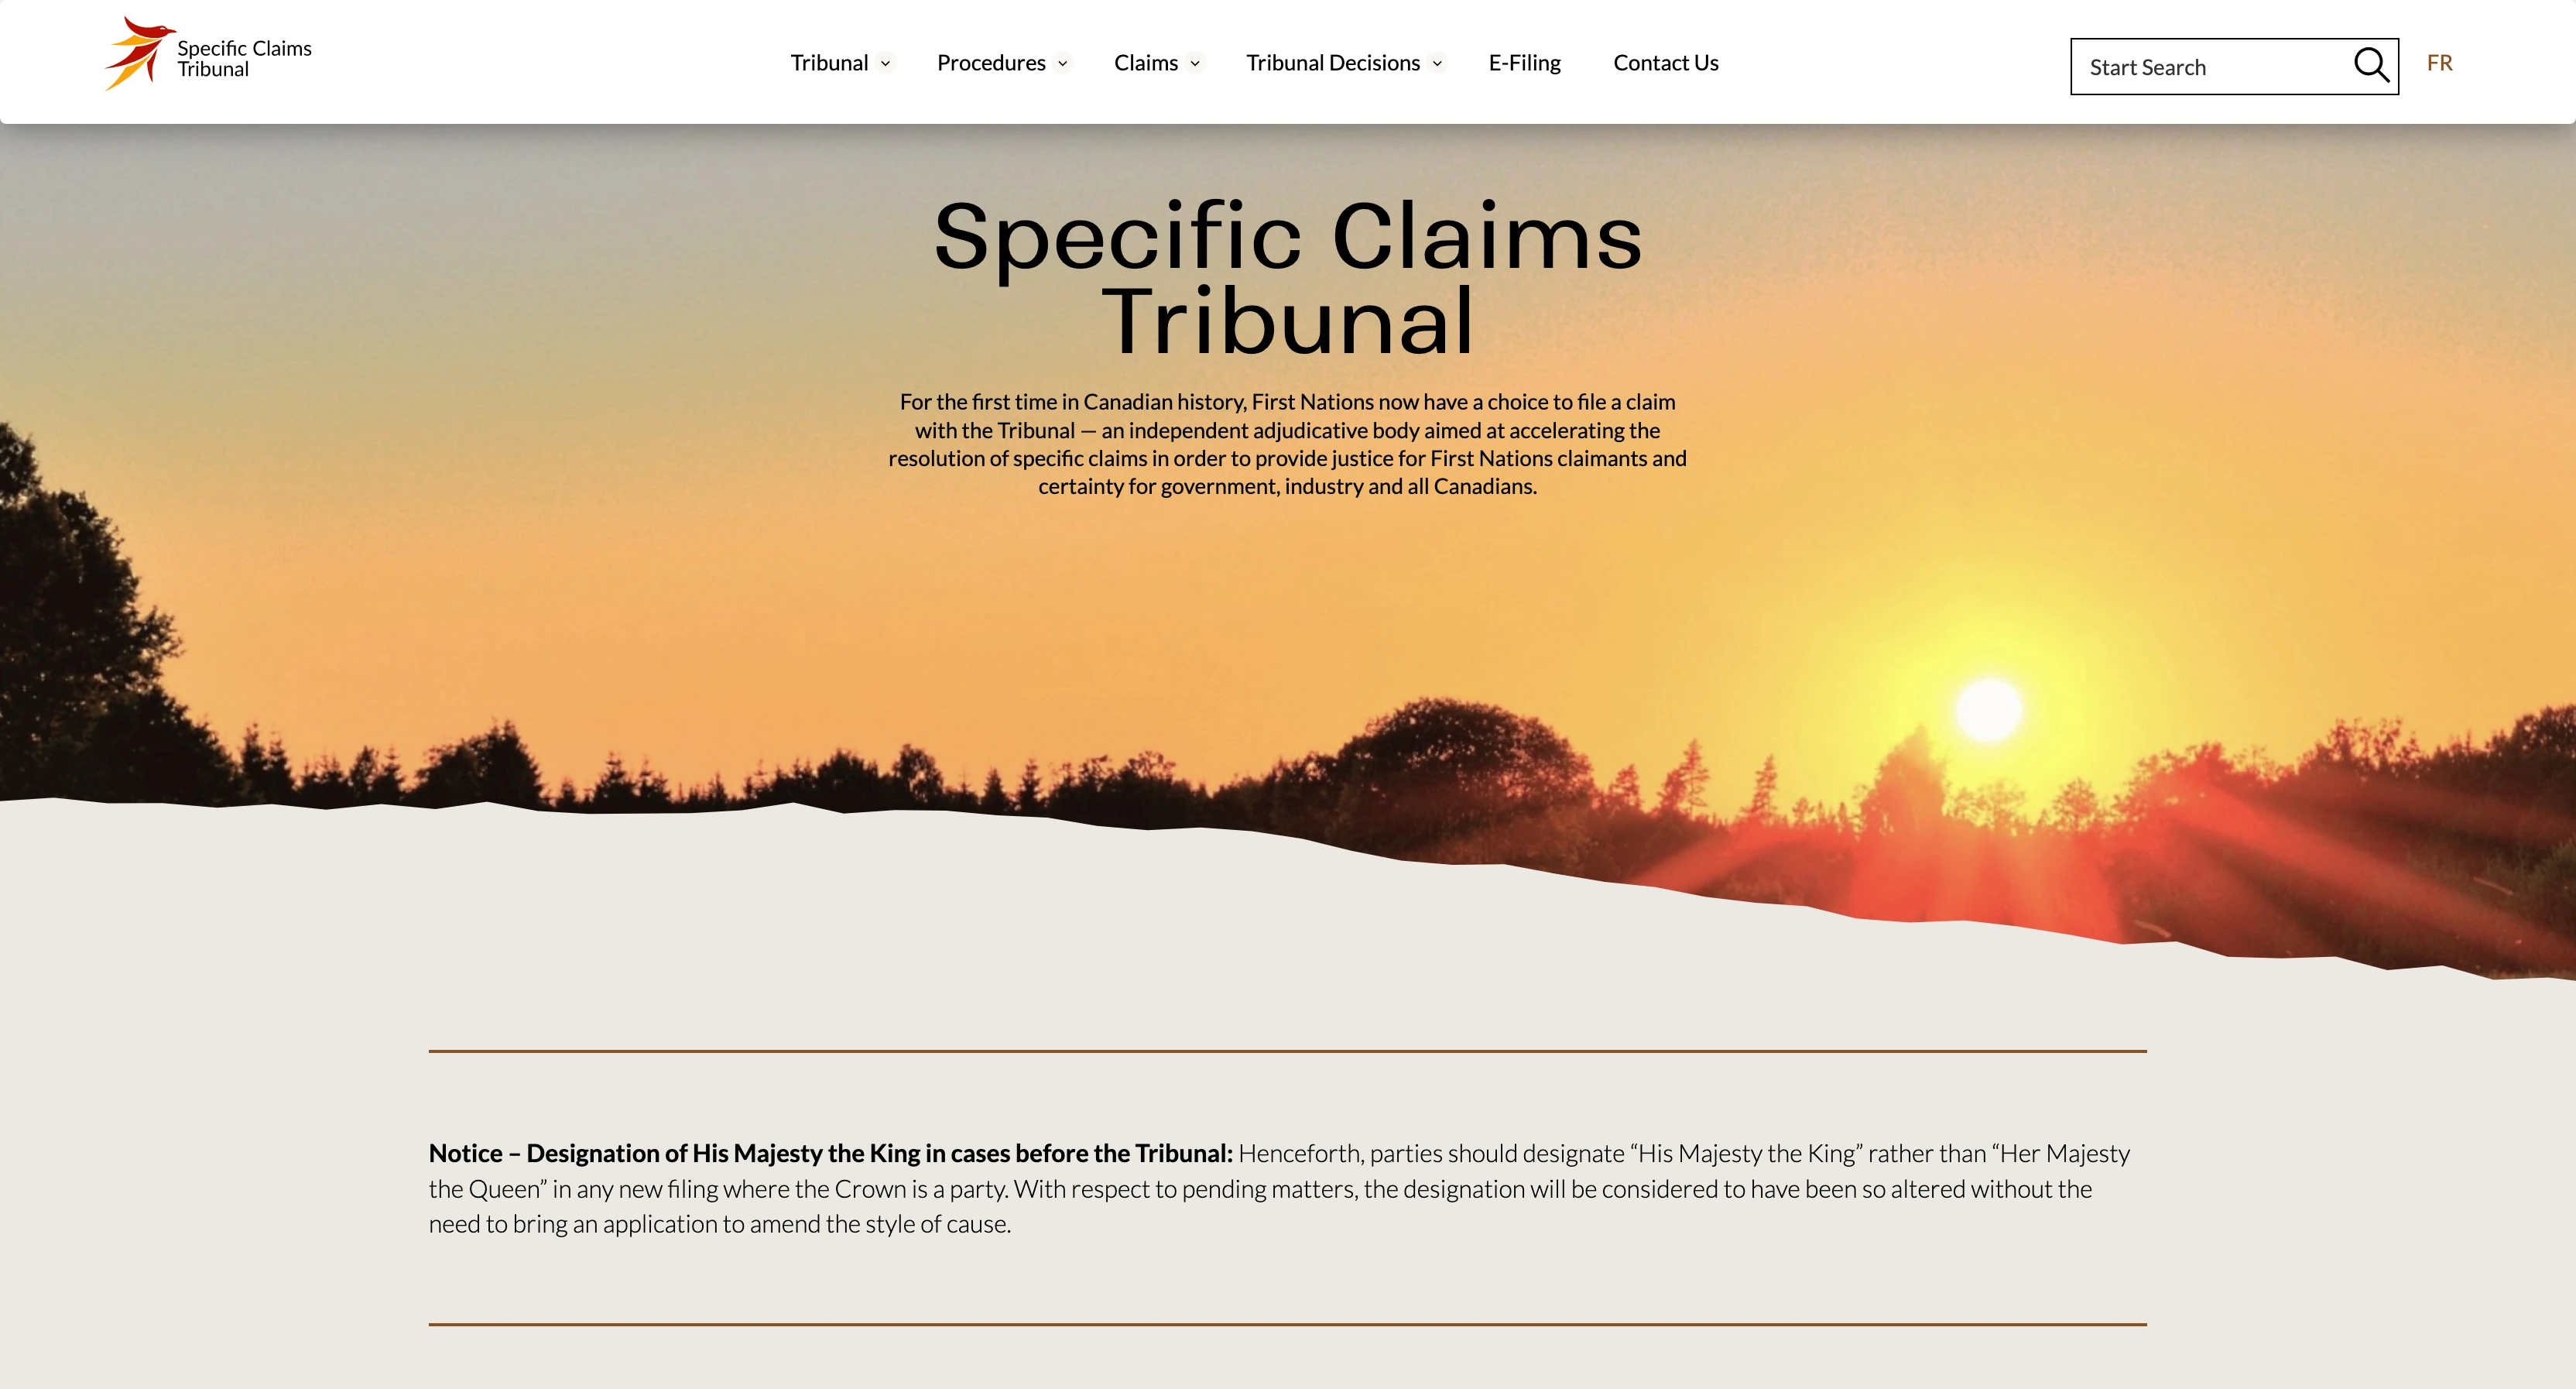 Specific Claims
Tribunal
Tribunal
Procedures
Claims
Tribunal Decisions
E-Filing
Contact Us
Start Search
FR
Specific Claims
Tribunal
For the first time in Canadian history, First Nations now have a choice to file a claim
with the Tribunal — an independent adjudicative body aimed at accelerating the
resolution of specific claims in order to provide justice for First Nations claimants and
certainty for government, industry and all Canadians.
Notice – Designation of His Majesty the King in cases before the Tribunal: Henceforth, parties should designate “His Majesty the King” rather than “Her Majesty
the Queen” in any new filing where the Crown is a party. With respect to pending matters, the designation will be considered to have been so altered without the
need to bring an application to amend the style of cause.